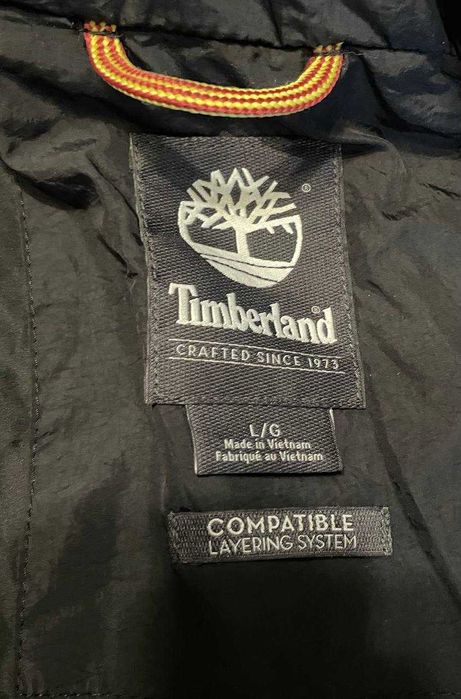 Timberland®
CRAFTED SINCE 1973
L/G
Made in Vietnam
Fabriqué au Vietnam
COMPATIBLE
LAYERING SYSTEM